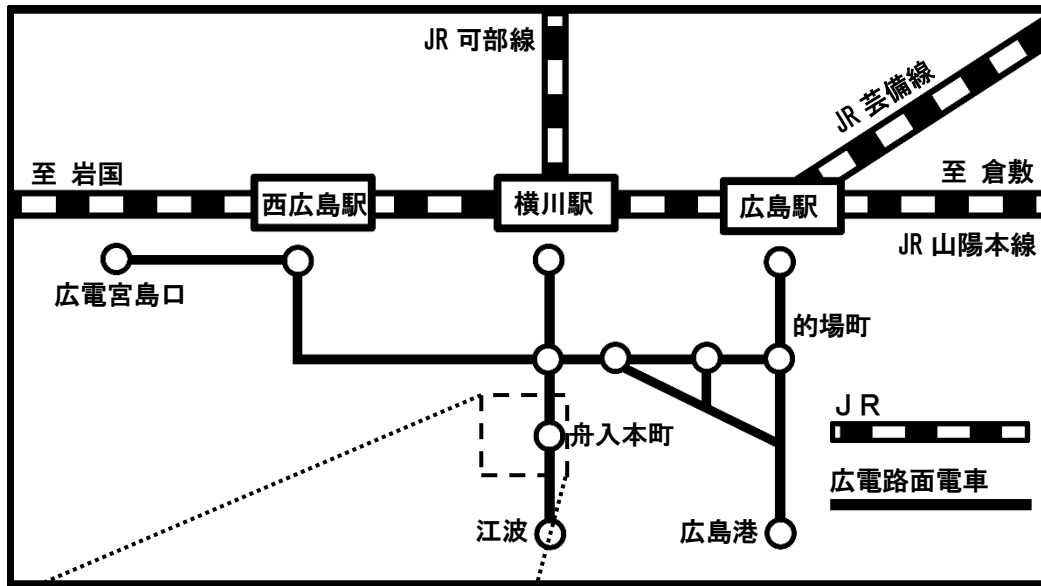 JR 可部線
JR 芸備線
至 岩国
至 倉敷
西広島駅
横川駅
広島駅
JR 山陽本線
広電宮島口
的場町
ＪＲ
舟入本町
広電路面電車
江波
広島港